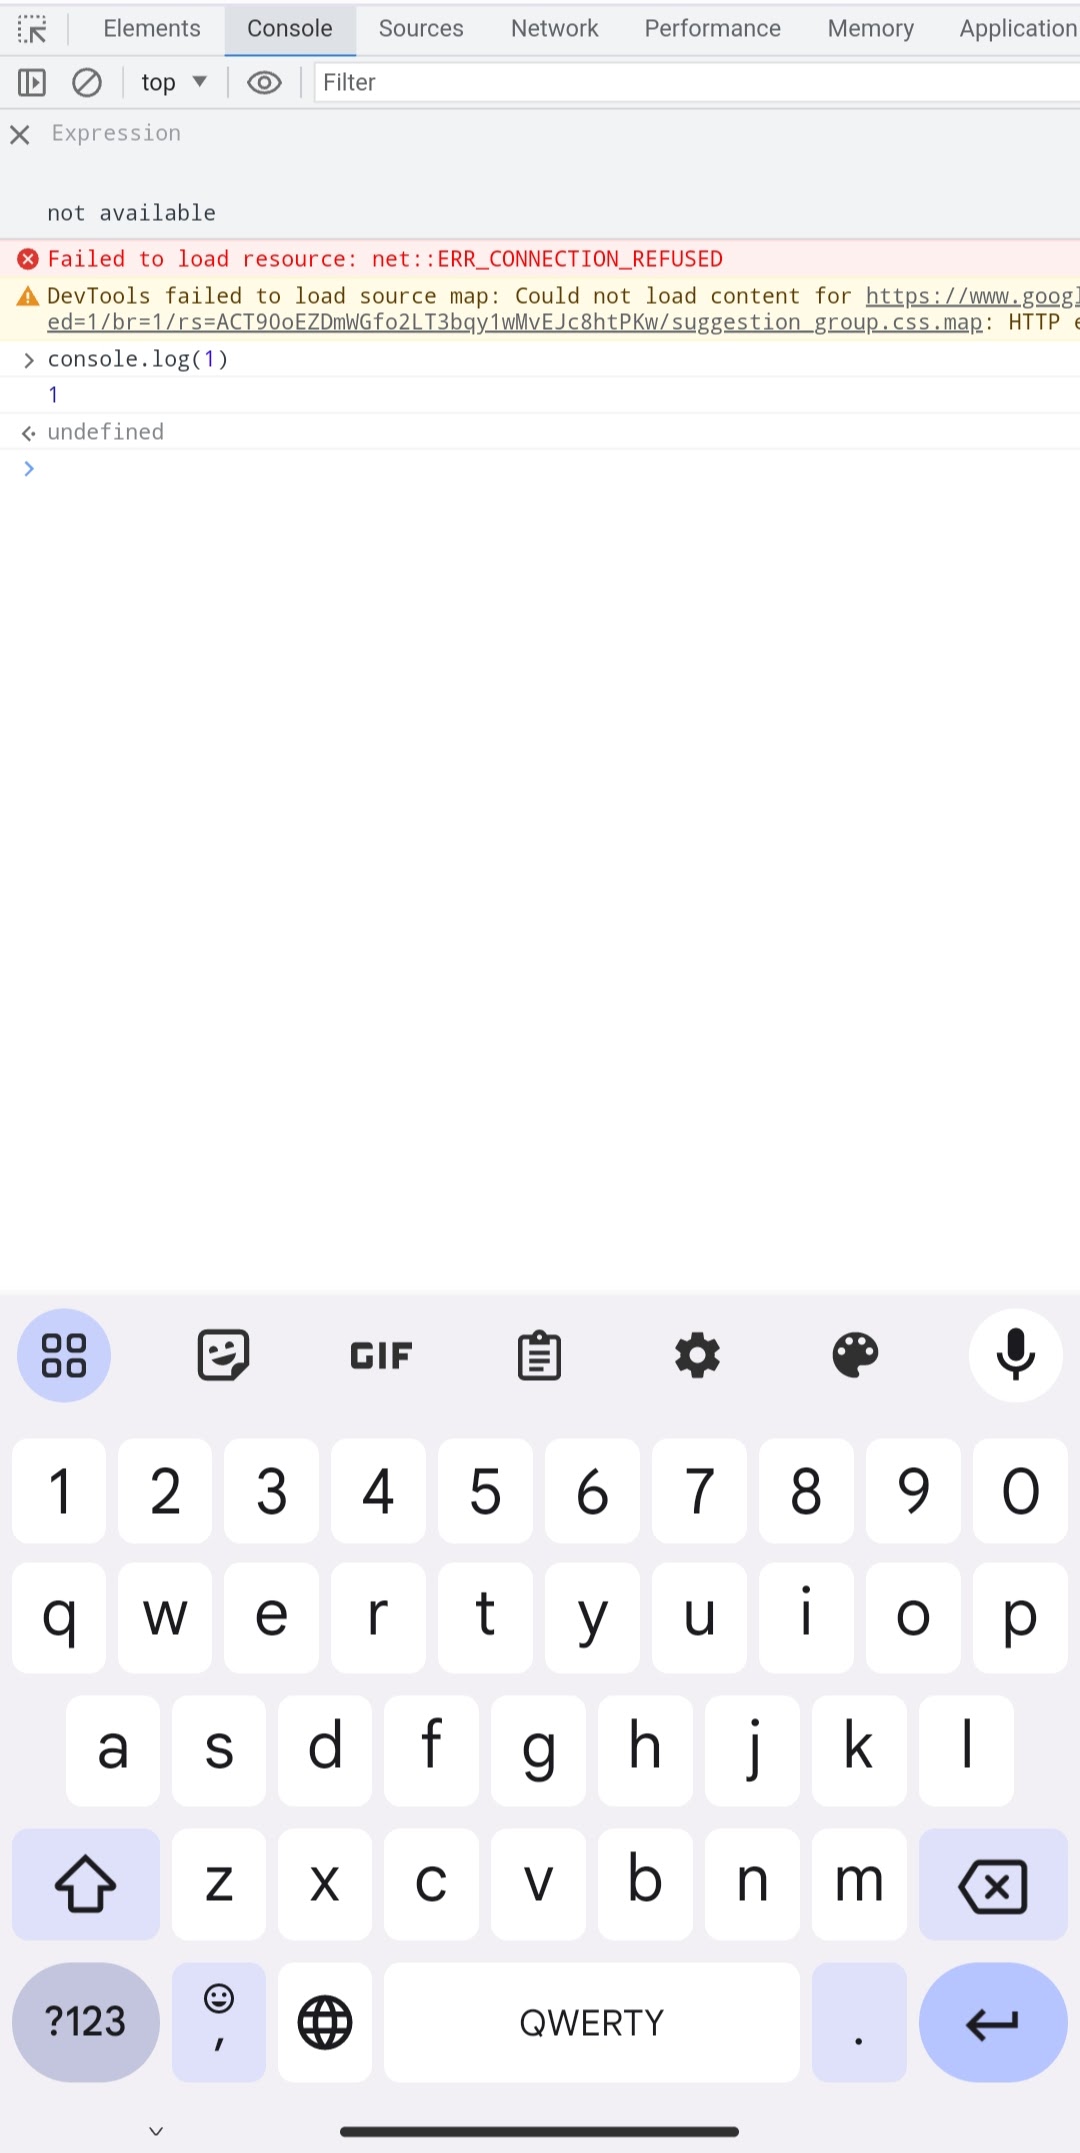 Elements Console Sources Network Performance Memory Application
top Filter
Expression
not available
Failed to load resource: net::ERR_CONNECTION_REFUSED
DevTools failed to load source map: Could not load content for https://www.googl
ed=1/br=1/rs=ACT90oEZDmWGfo2LT3bqy1wMvEJc8htPKw/suggestion_group.css.map: HTTP e
console.log(1)
1
undefined
GIF
1 2 3 4 5 6 7 8 9 0
q w e r t y u i o p
a s d f g h j k l
z x c v b n m
?123 , QWERTY .